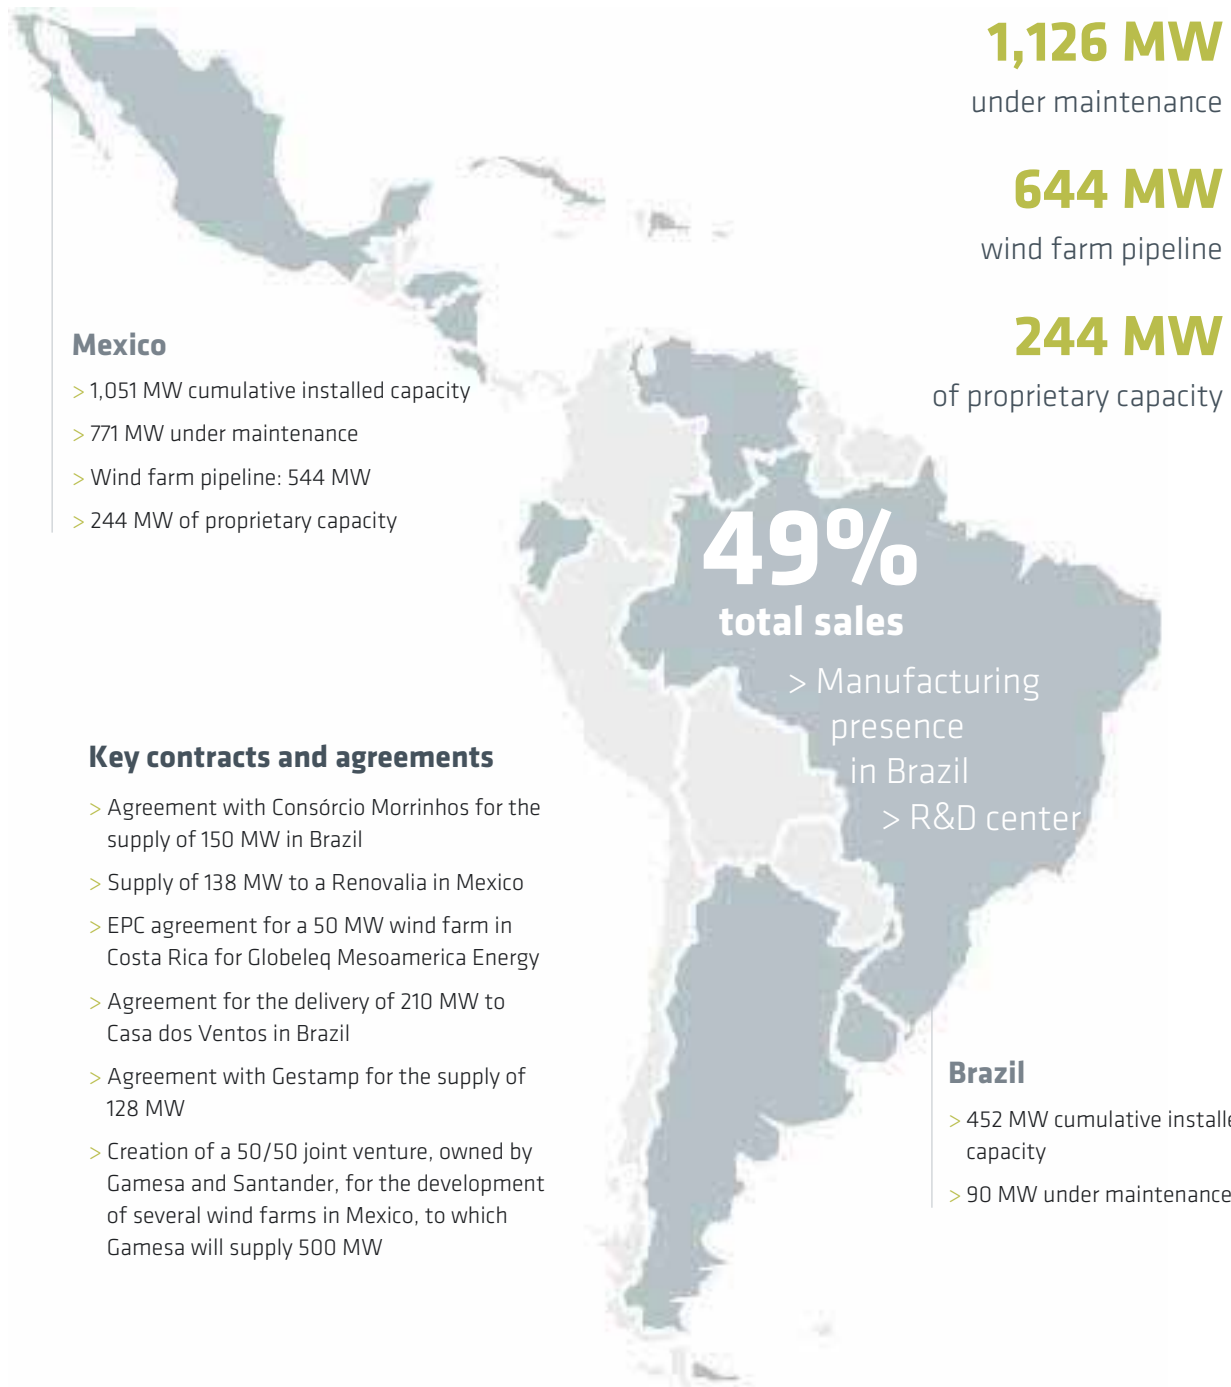 1,126 MW
under maintenance
644 MW
wind farm pipeline
244 MW
of proprietary capacity
Mexico
> 1,051 MW cumulative installed capacity
> 771 MW under maintenance
> Wind farm pipeline: 544 MW
> 244 MW of proprietary capacity
49%
total sales
> Manufacturing
presence
in Brazil
> R&D center
Key contracts and agreements
> Agreement with Consórcio Morrinhos for the
supply of 150 MW in Brazil
> Supply of 138 MW to a Renovalia in Mexico
> EPC agreement for a 50 MW wind farm in
Costa Rica for Globeleq Mesoamerica Energy
> Agreement for the delivery of 210 MW to
Casa dos Ventos in Brazil
> Agreement with Gestamp for the supply of
128 MW
> Creation of a 50/50 joint venture, owned by
Gamesa and Santander, for the development
of several wind farms in Mexico, to which
Gamesa will supply 500 MW
Brazil
> 452 MW cumulative installe
capacity
> 90 MW under maintenance